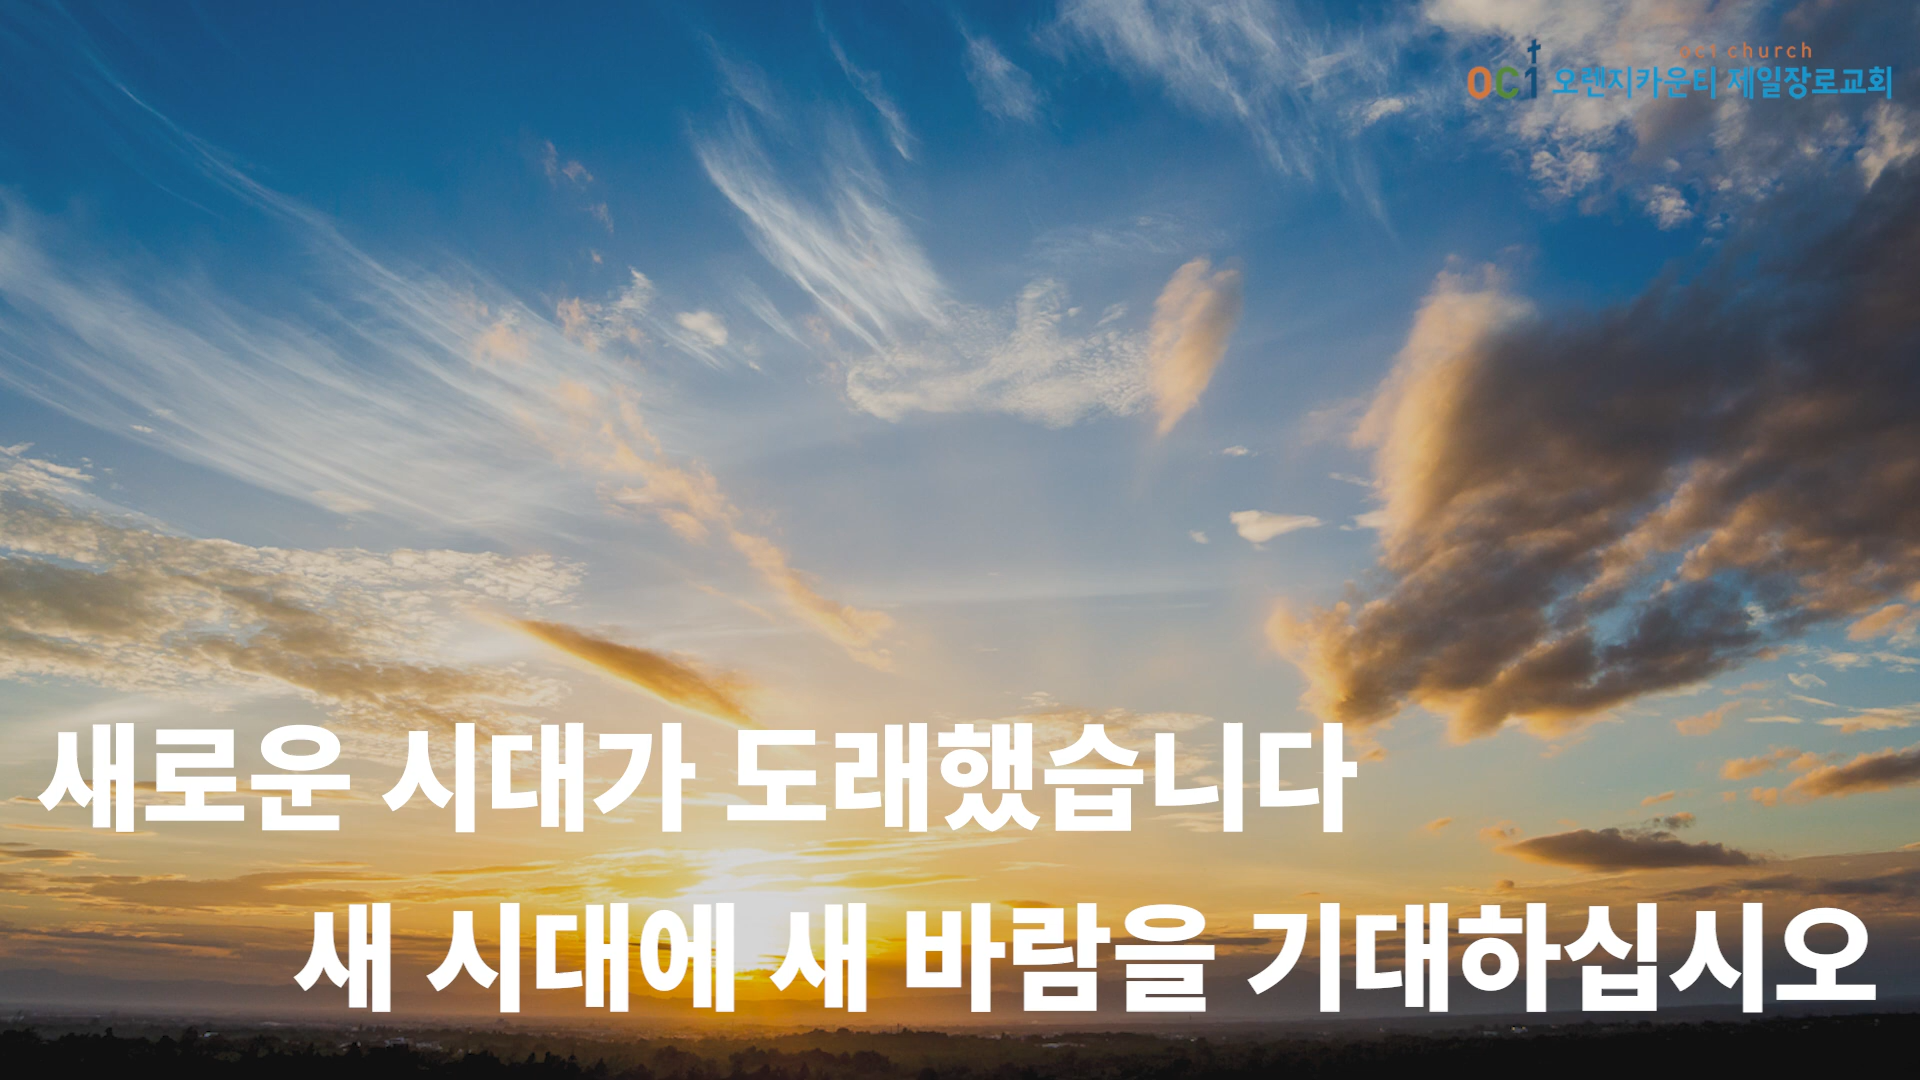 oc1 church
oc1 오렌지카운티 제일장로교회
새로운 시대가 도래했습니다
새 시대에 새 바람을 기대하십시오